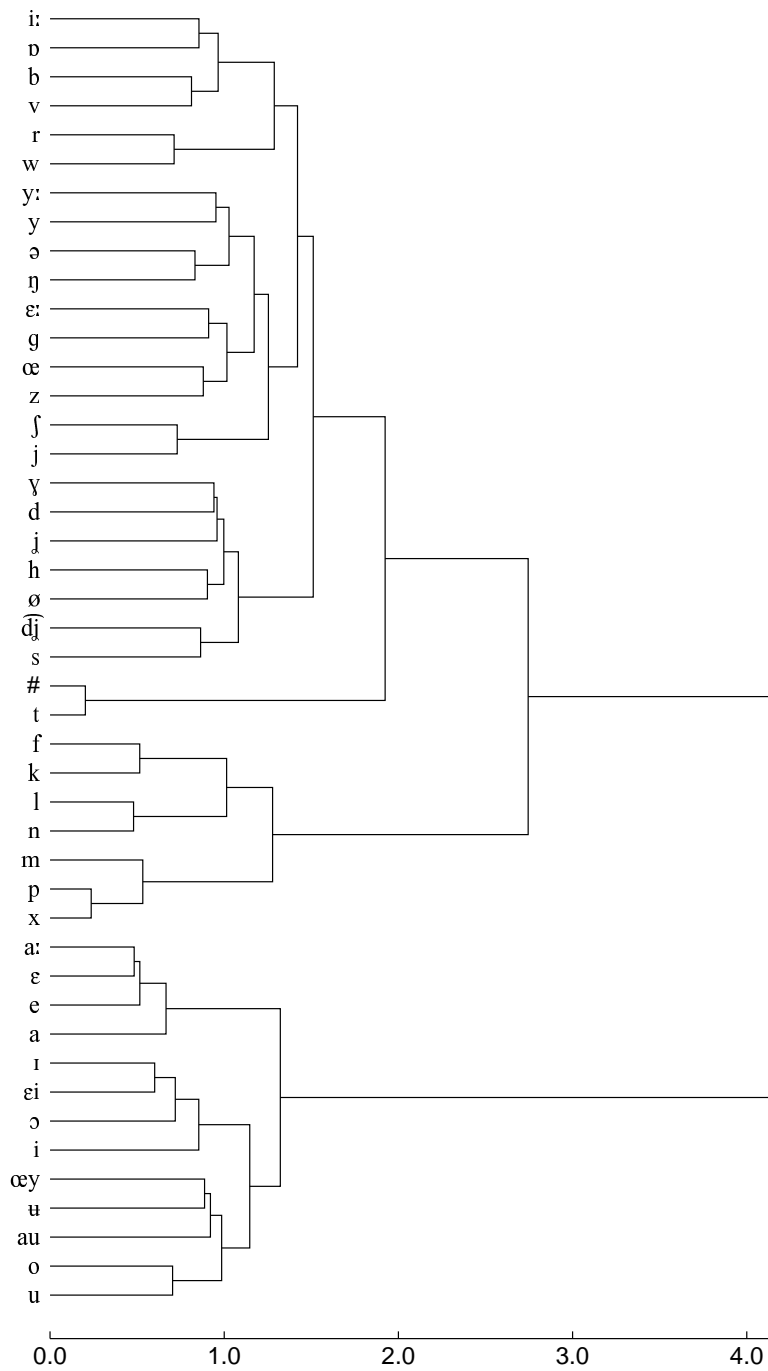 iː
ɒ
b
v
r
w
yː
y
ə
ŋ
ɛː
ɡ
œ
z
ʃ
j
ɣ
d
j̥
h
ø
d͡j̥
s
#
t
f
k
l
n
m
p
x
aː
ɛ
e
a
ɪ
ɛi
ɔ
i
œy
ʉ
au
o
u
0.0 1.0 2.0 3.0 4.0